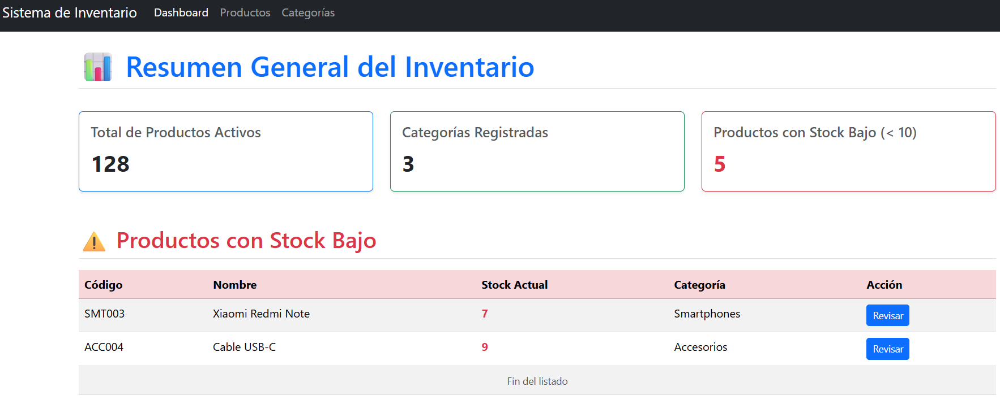 Sistema de Inventario Dashboard Productos Categorías
Resumen General del Inventario
Total de Productos Activos
128
Categorías Registradas
3
Productos con Stock Bajo (< 10)
5
Productos con Stock Bajo
Código Nombre Stock Actual Categoría Acción
SMT003 Xiaomi Redmi Note 7 Smartphones Revisar
ACC004 Cable USB-C 9 Accesorios Revisar
Fin del listado